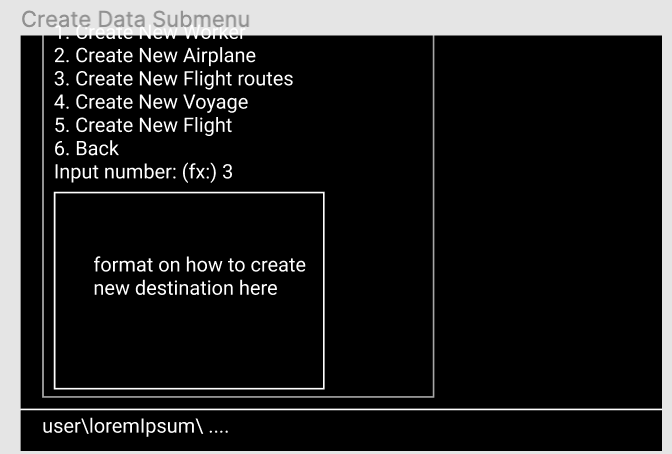 Create Data Submenu
1. Create New Worker
2. Create New Airplane
3. Create New Flight routes
4. Create New Voyage
5. Create New Flight
6. Back
Input number: (fx:) 3
format on how to create
new destination here
user\loremIpsum\ ....